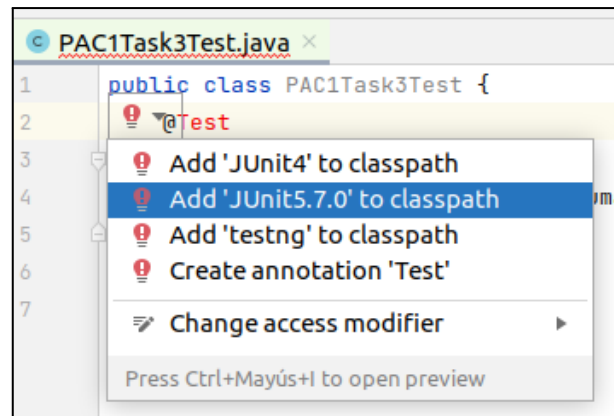 PAC1Task3Test.java
1 public class PAC1Task3Test {
2 @Test
3 Add 'JUnit4' to classpath
4 Add 'JUnit5.7.0' to classpath um
5 Add 'testng' to classpath
6 Create annotation 'Test'
7 Change access modifier
Press Ctrl+Mayús+I to open preview